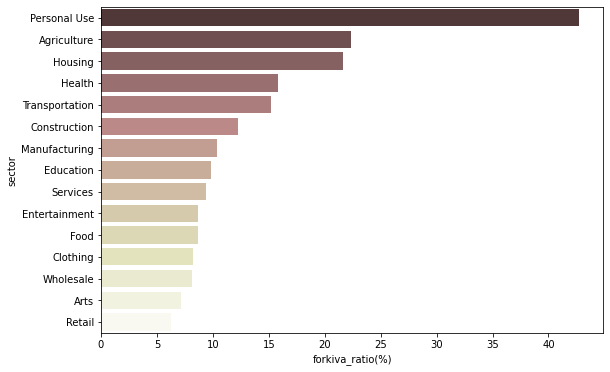 sector
Personal Use
Agriculture
Housing
Health
Transportation
Construction
Manufacturing
Education
Services
Entertainment
Food
Clothing
Wholesale
Arts
Retail
0 5 10 15 20 25 30 35 40
forkiva_ratio(%)